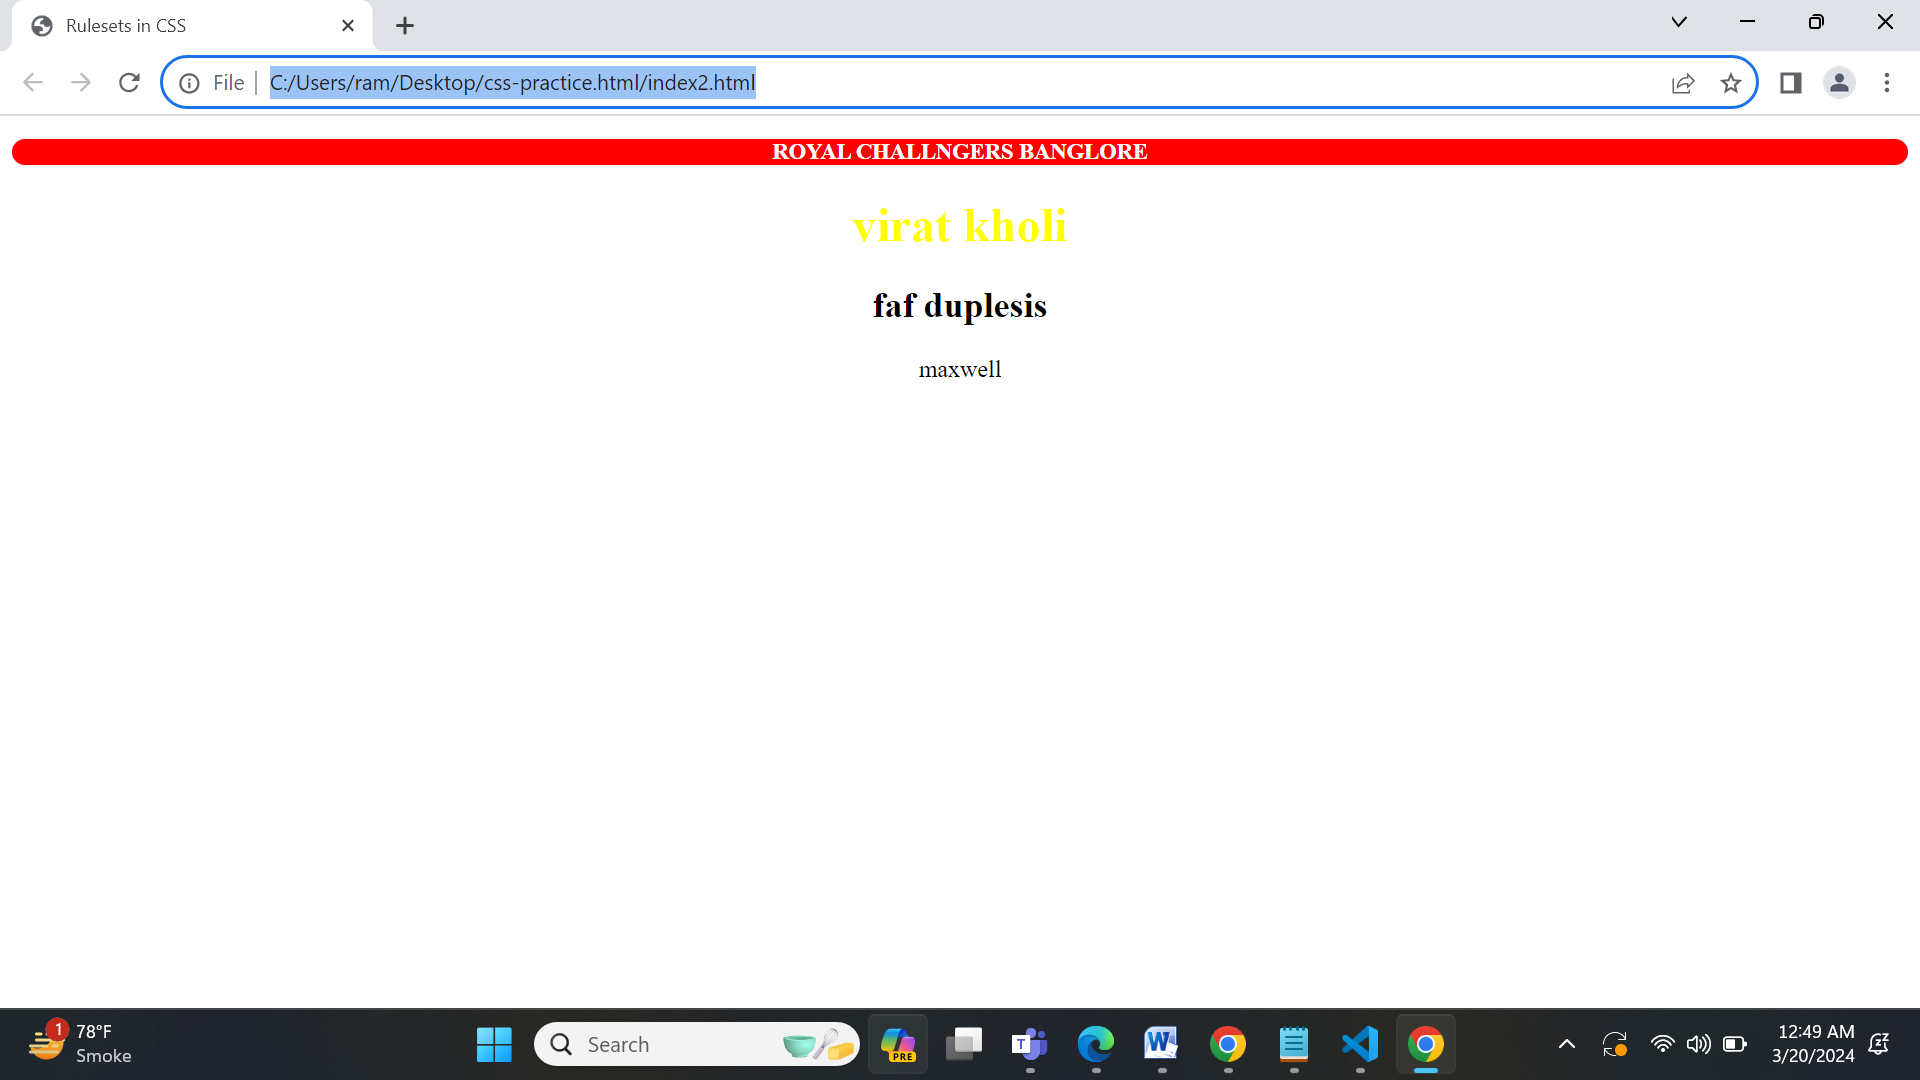 Rulesets in CSS
File
C:/Users/ram/Desktop/css-practice.html/index2.html
ROYAL CHALLNGERS BANGLORE
virat kholi
faf duplesis
maxwell
1
78°F
Smoke
Search
PRE
T
W
12:49 AM
3/20/2024